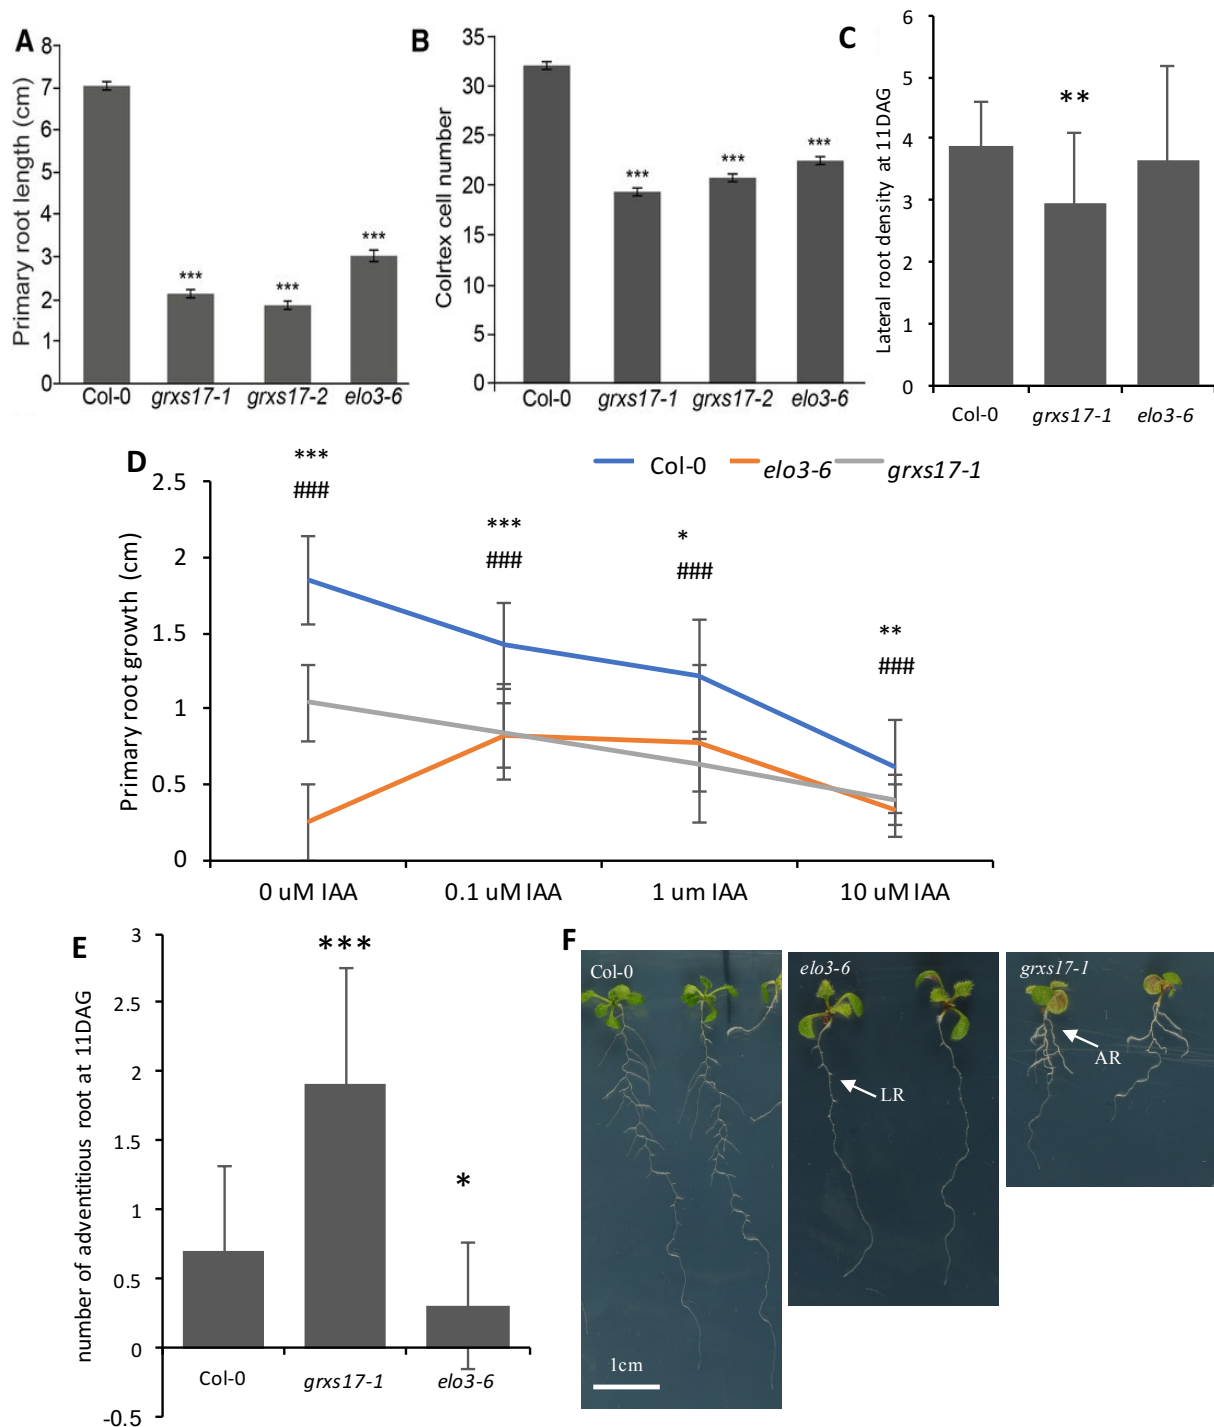 A
Primary root length (cm)
8
7
6
5
4
3
2
1
0
***
***
***
Col-0 grxs17-1 grxs17-2 elo3-6
B
Colrtex cell number
35
30
25
20
15
10
5
0
***
***
***
Col-0 grxs17-1 grxs17-2 elo3-6
C
Lateral root density at 11DAG
6
5
4
3
2
1
0
**
Col-0 grxs17-1 elo3-6
D
Col-0 elo3-6 grxs17-1
Primary root growth (cm)
2.5
2
1.5
1
0.5
0
***
###
***
###
*
###
**
###
0 uM IAA 0.1 uM IAA 1 um IAA 10 uM IAA
E
number of adventitious root at 11DAG
3
2.5
2
1.5
1
0.5
0
-0.5
***
*
Col-0 grxs17-1 elo3-6
F
Col-0
1cm
elo3-6
LR
grxs17-1
AR